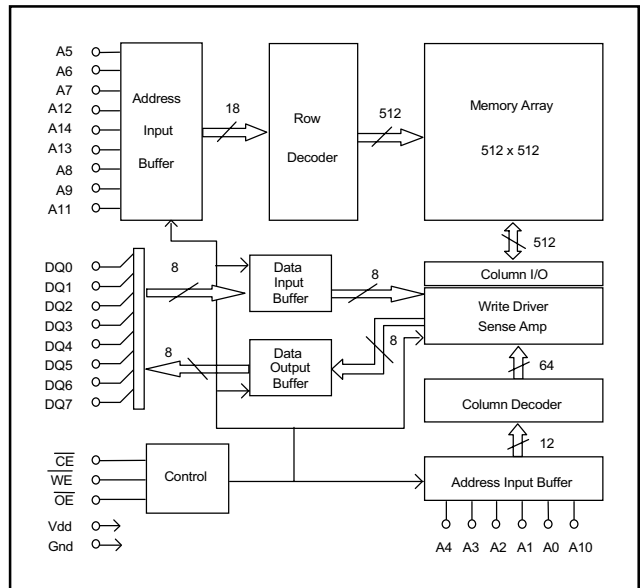 A5
A6
A7
A12
A14
A13
A8
A9
A11
Address
Input
Buffer
18
Row
Decoder
512
Memory Array
512 x 512
512
DQ0
DQ1
DQ2
DQ3
DQ4
DQ5
DQ6
DQ7
8
Data
Input
Buffer
8
Column I/O
Write Driver
Sense Amp
8
Data
Output
Buffer
8
64
Column Decoder
12
Address Input Buffer
CE
WE
OE
Control
Vdd
Gnd
A4 A3 A2 A1 A0 A10